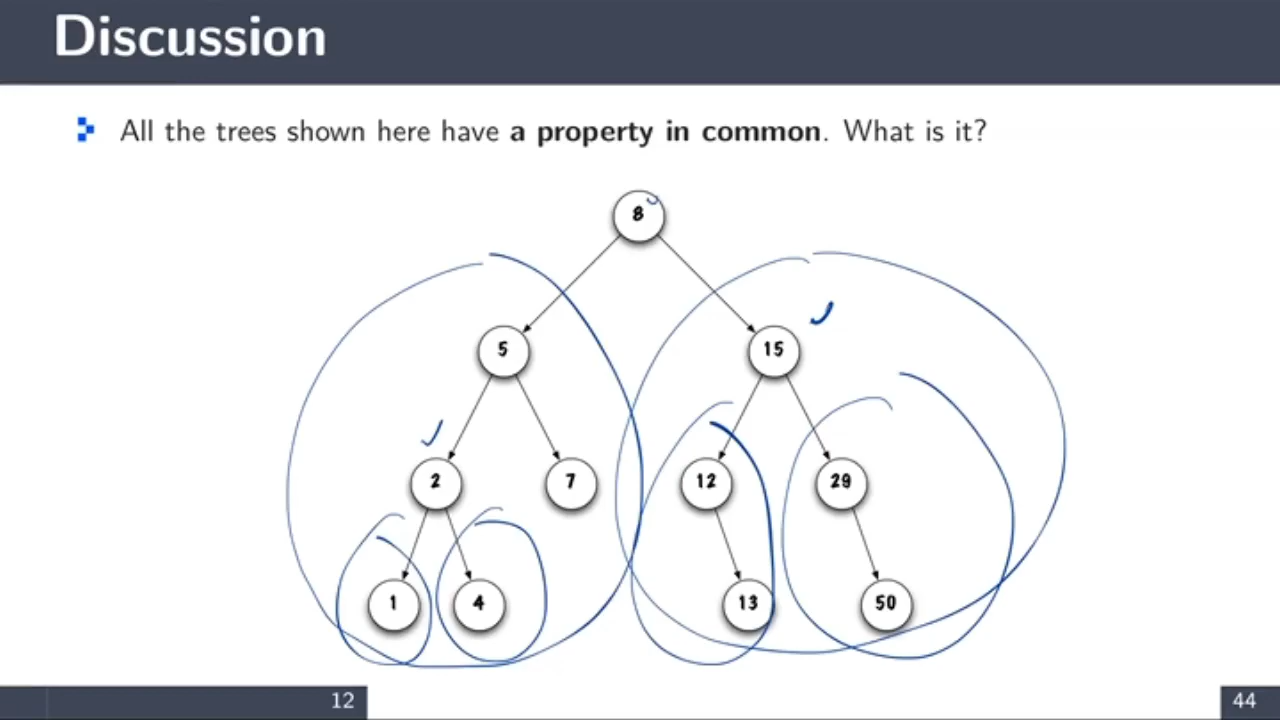 Discussion
All the trees shown here have a property in common. What is it?
8
5 15
2 7 12 29
1 4 13 50
12 44